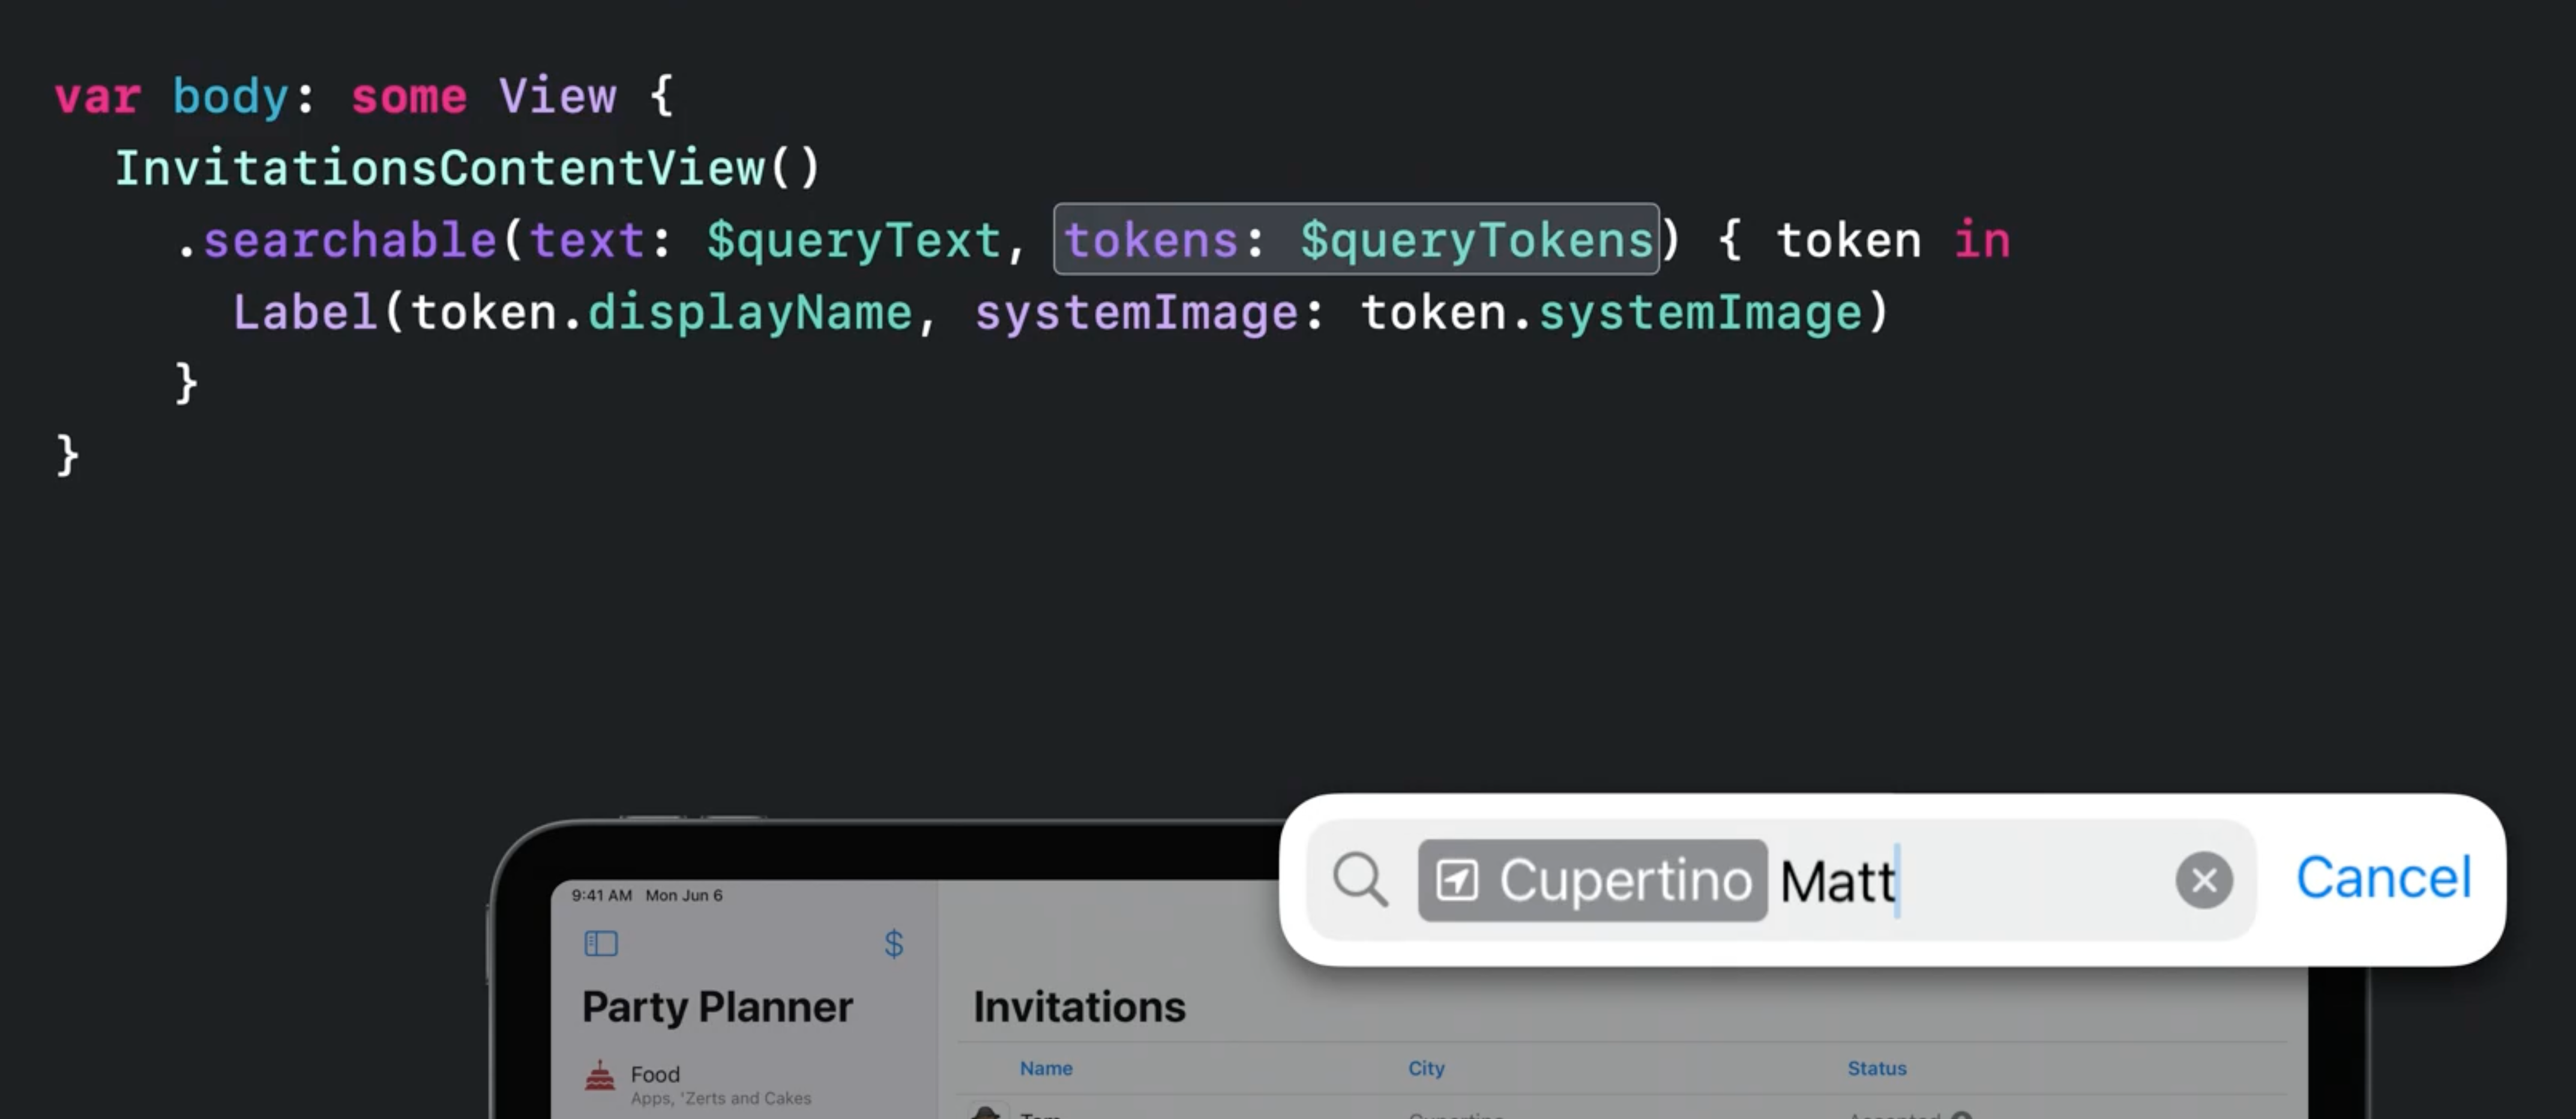 var body: some View {
InvitationsContentView()
.searchable(text: $queryText, tokens: $queryTokens) { token in
Label(token.displayName, systemImage: token.systemImage)
}
}
Cupertino Matt
Cancel
9:41 AM Mon Jun 6
$
Party Planner
Invitations
Name City Status
Food
Apps, 'Zerts and Cakes